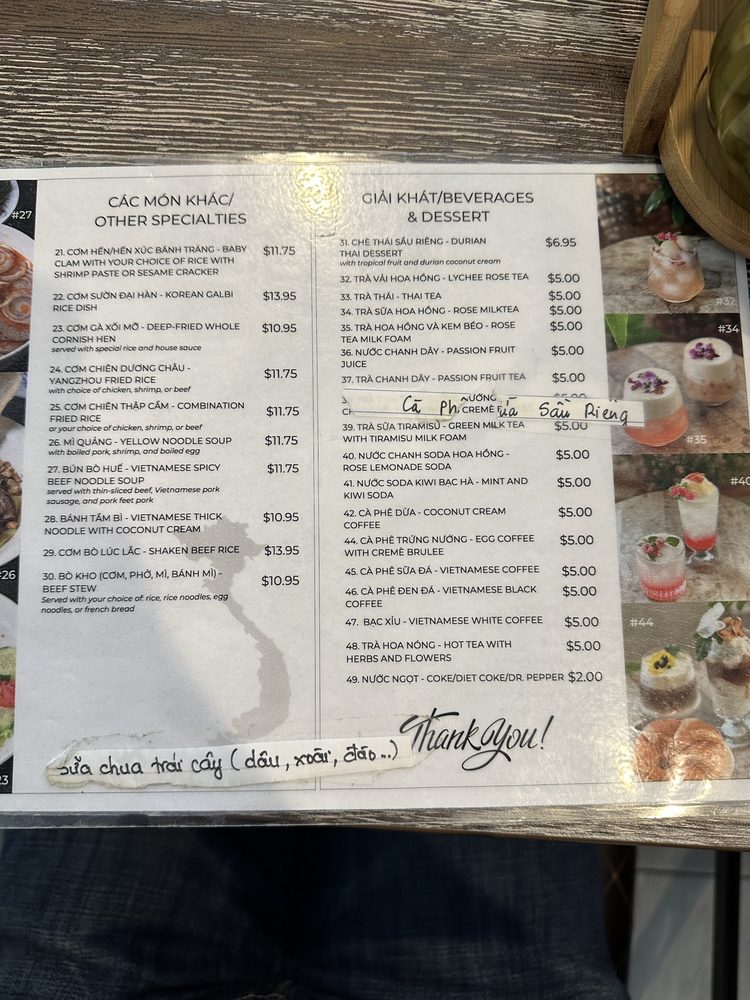 #27
CÁC MÓN KHÁC/
OTHER SPECIALTIES
21. CƠM HẾN/HẾN XÚC BÁNH TRÁNG - BABY $11.75
CLAM WITH YOUR CHOICE OF RICE WITH
SHRIMP PASTE OR SESAME CRACKER
22. CƠM SƯỜN ĐẠI HÀN - KOREAN GALBI $13.95
RICE DISH
23. CƠM GÀ XỐI MỠ - DEEP-FRIED WHOLE $10.95
CORNISH HEN
served with special rice and house sauce
24. CƠM CHIÊN DƯƠNG CHÂU - $11.75
YANGZHOU FRIED RICE
with choice of chicken, shrimp, or beef
25. CƠM CHIÊN THẬP CẨM - COMBINATION $11.75
FRIED RICE
or your choice of chicken, shrimp, or beef
26. MÌ QUẢNG - YELLOW NOODLE SOUP $11.75
with boiled pork, shrimp, and boiled egg
27. BÚN BÒ HUẾ - VIETNAMESE SPICY $11.75
BEEF NOODLE SOUP
served with thin-sliced beef, Vietnamese pork
sausage, and pork feet pork
28. BÁNH TẰM BÌ - VIETNAMESE THICK $10.95
NOODLE WITH COCONUT CREAM
29. CƠM BÒ LÚC LẮC - SHAKEN BEEF RICE $13.95
30. BÒ KHO (CƠM, PHỞ, MÌ, BÁNH MÌ) - $10.95
BEEF STEW
Served with your choice of: rice, rice noodles, egg
noodles, or french bread
Sữa chua trái cây (dâu, xoài, đào...)
#26
23
GIẢI KHÁT/BEVERAGES
& DESSERT
31. CHÈ THÁI SẦU RIÊNG - DURIAN $6.95
THAI DESSERT
with tropical fruit and durian coconut cream
32. TRÀ VẢI HOA HỒNG - LYCHEE ROSE TEA $5.00
33. TRÀ THÁI - THAI TEA $5.00
34. TRÀ SỮA HOA HỒNG - ROSE MILKTEA $5.00
35. TRÀ HOA HỒNG VÀ KEM BÉO - ROSE $5.00
TEA MILK FOAM
36. NƯỚC CHANH DÂY - PASSION FRUIT $5.00
JUICE
37. TRÀ CHANH DÂY - PASSION FRUIT TEA $5.00
Cà Sầu Riêng
CREME
39. TRÀ SỮA TIRAMISU - GREEN MILK TEA $5.00
WITH TIRAMISU MILK FOAM
40. NƯỚC CHANH SODA HOA HỒNG - $5.00
ROSE LEMONADE SODA
41. NƯỚC SODA KIWI BẠC HÀ - MINT AND $5.00
KIWI SODA
42. CÀ PHÊ DỪA - COCONUT CREAM $5.00
COFFEE
44. CÀ PHÊ TRỨNG NƯỚNG - EGG COFFEE $5.00
WITH CREMÈ BRULEE
45. CÀ PHÊ SỮA ĐÁ - VIETNAMESE COFFEE $5.00
46. CÀ PHÊ ĐEN ĐÁ - VIETNAMESE BLACK $5.00
COFFEE
47. BẠC XỈU - VIETNAMESE WHITE COFFEE $5.00
48. TRÀ HOA NÓNG - HOT TEA WITH $5.00
HERBS AND FLOWERS
49. NƯỚC NGỌT - COKE/DIET COKE/DR. PEPPER $2.00
Thank You!
#32
#34
#35
#40
#44